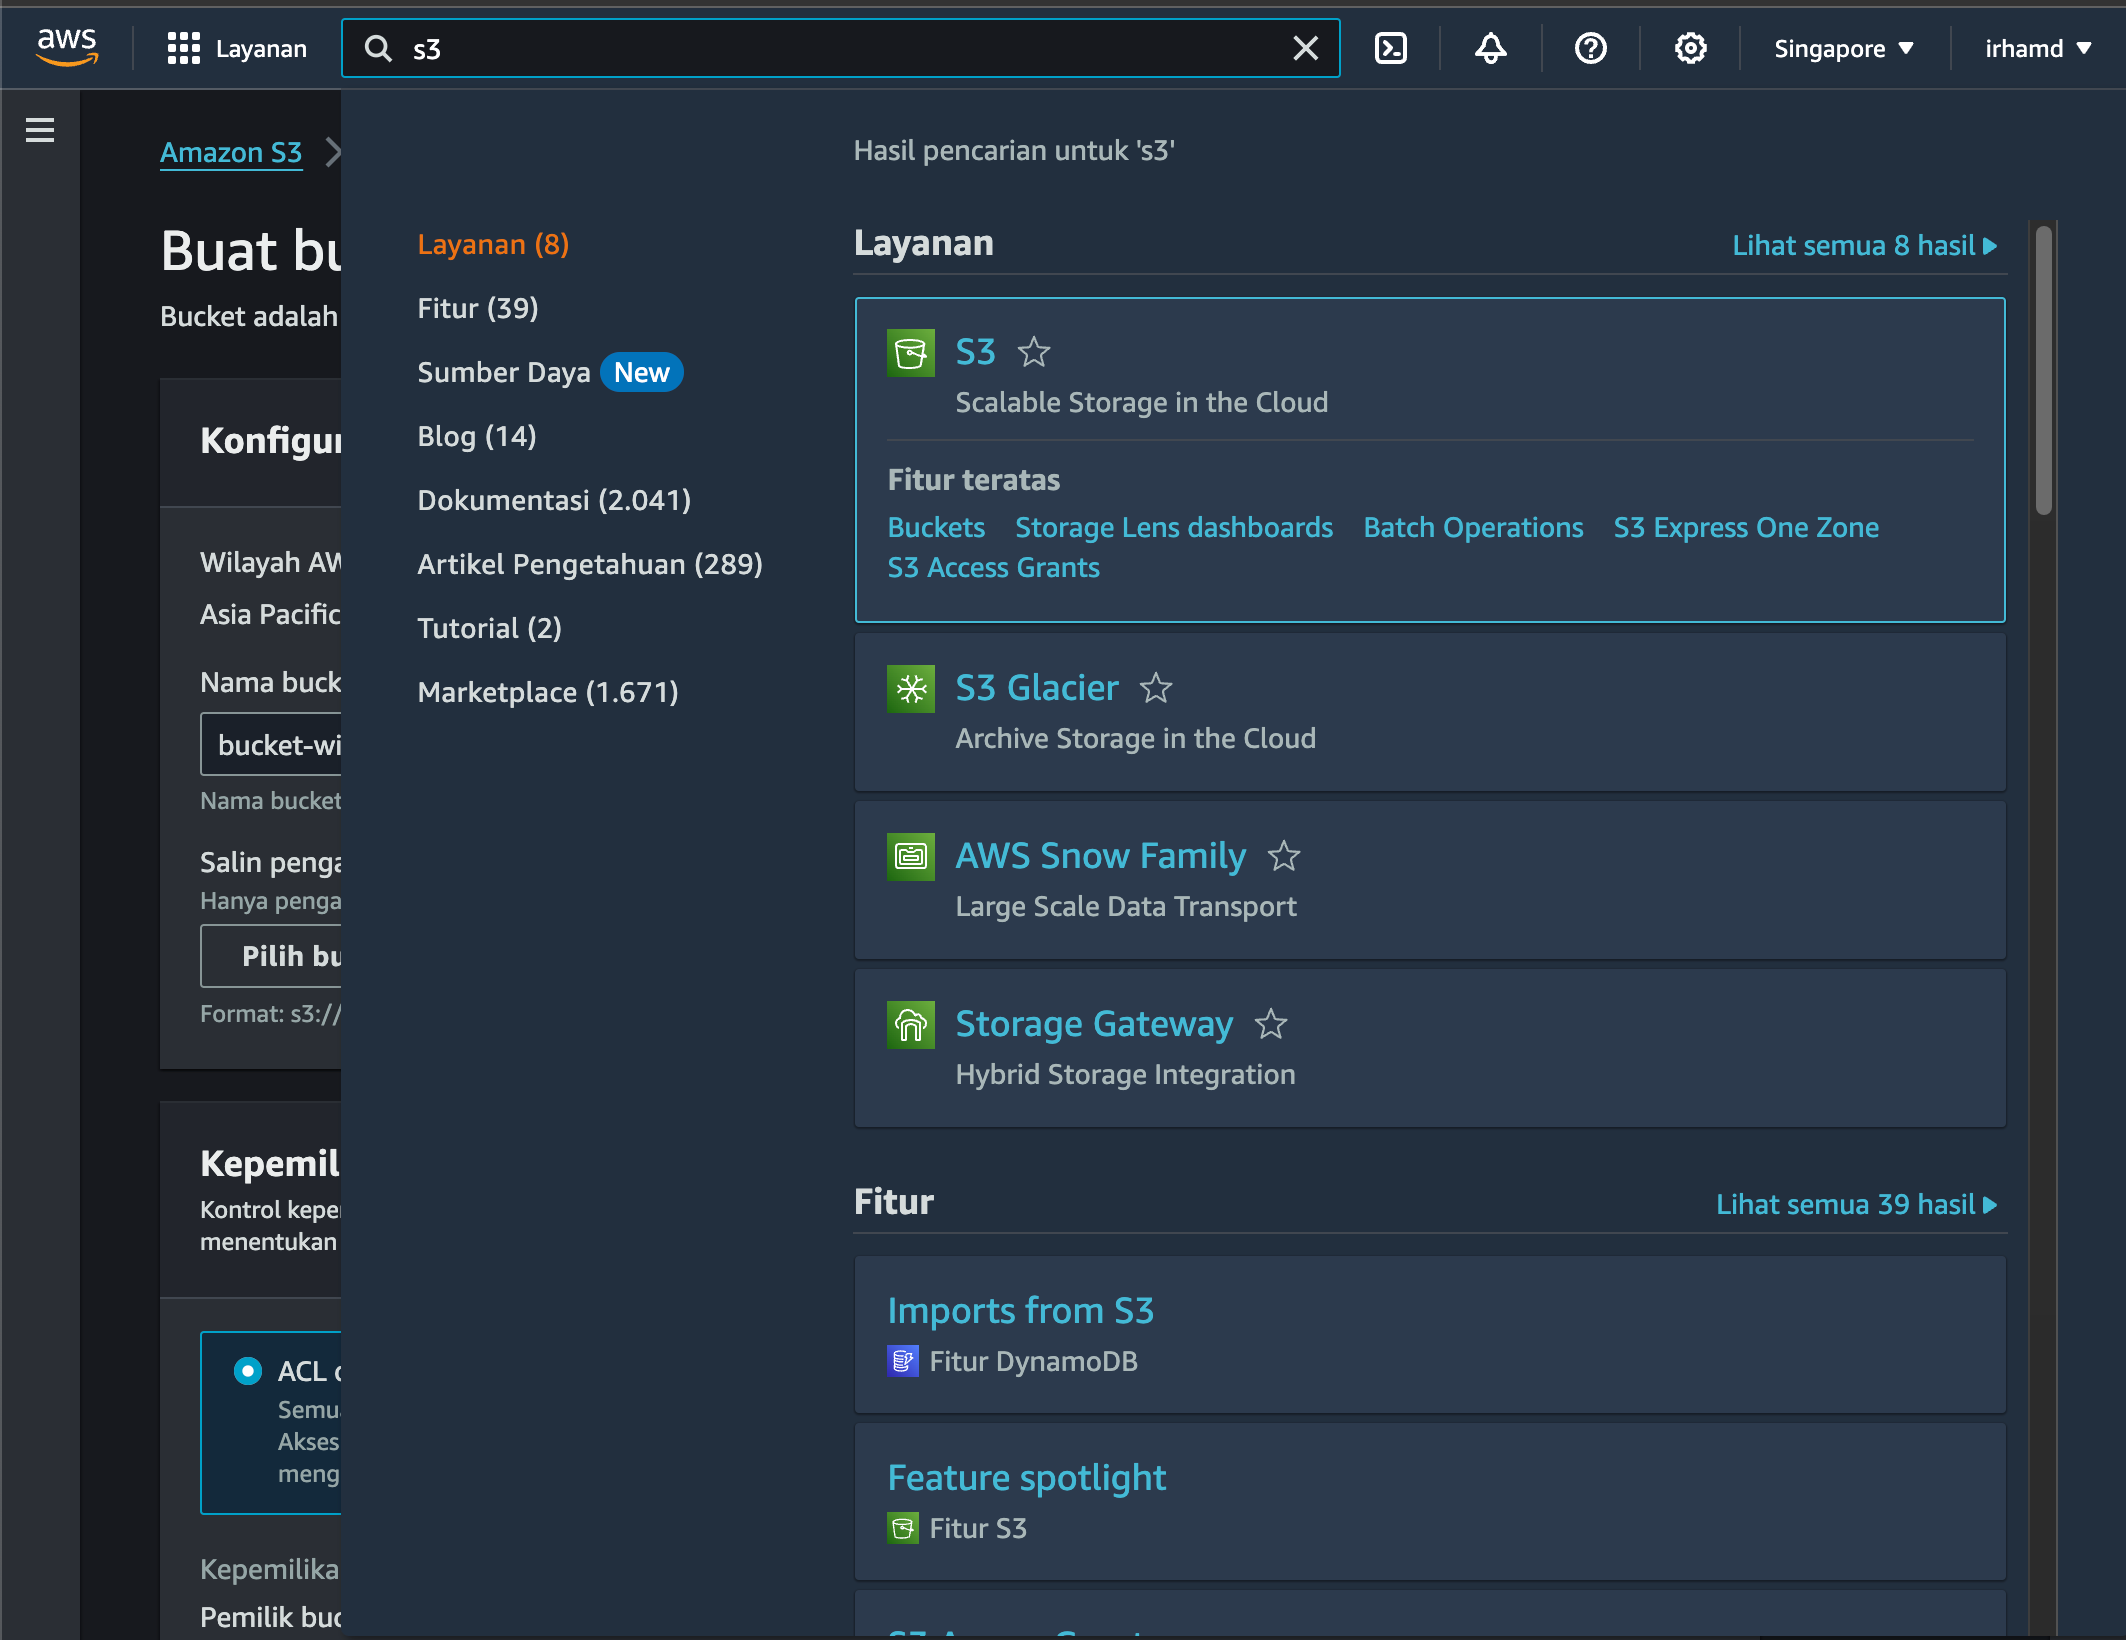 aws
Layanan
s3
Singapore
irhamd
Amazon S3
Buat bu
Bucket adalah
Konfigur
Wilayah AW
Asia Pacific
Nama buck
bucket-wi
Nama bucket
Salin penga
Hanya penga
Pilih bu
Format: s3://
Kepemil
Kontrol kepe
menentukan
ACL
Semua
Akses
meng
Kepemilika
Pemilik buc
Hasil pencarian untuk 's3'
Layanan (8)
Fitur (39)
Sumber Daya New
Blog (14)
Dokumentasi (2.041)
Artikel Pengetahuan (289)
Tutorial (2)
Marketplace (1.671)
Layanan
Lihat semua 8 hasil
S3
Scalable Storage in the Cloud
Fitur teratas
Buckets Storage Lens dashboards Batch Operations S3 Express One Zone
S3 Access Grants
S3 Glacier
Archive Storage in the Cloud
AWS Snow Family
Large Scale Data Transport
Storage Gateway
Hybrid Storage Integration
Fitur
Lihat semua 39 hasil
Imports from S3
Fitur DynamoDB
Feature spotlight
Fitur S3